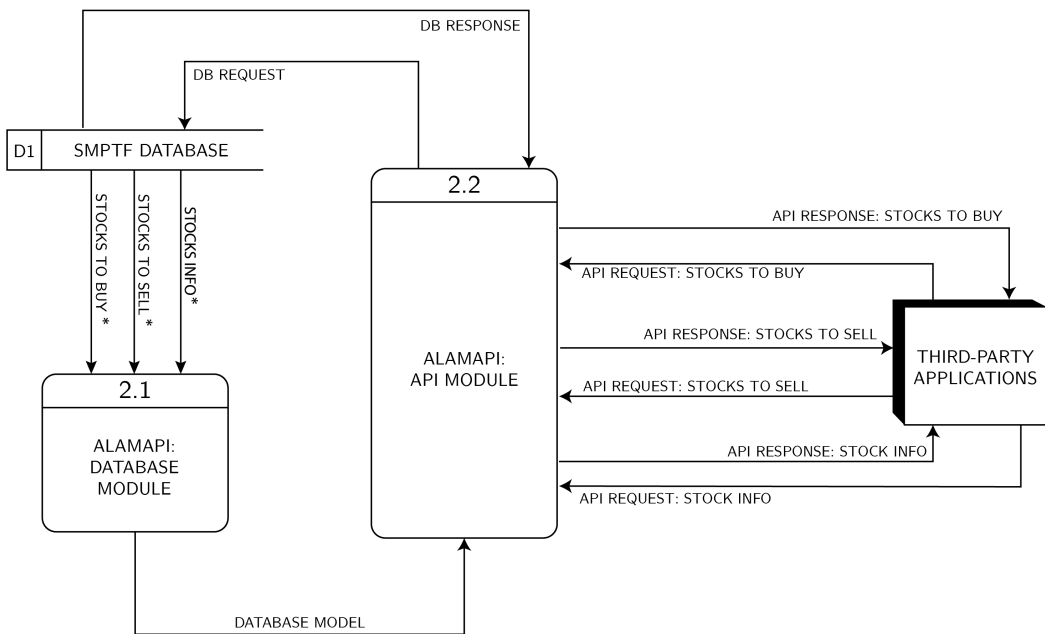 DB RESPONSE
DB REQUEST
D1
SMPTF DATABASE
2.2
STOCKS TO BUY *
STOCKS TO SELL *
STOCKS INFO*
API RESPONSE: STOCKS TO BUY
API REQUEST: STOCKS TO BUY
API RESPONSE: STOCKS TO SELL
ALAMAPI:
API MODULE
THIRD-PARTY
APPLICATIONS
API REQUEST: STOCKS TO SELL
2.1
ALAMAPI:
DATABASE
MODULE
API RESPONSE: STOCK INFO
API REQUEST: STOCK INFO
DATABASE MODEL